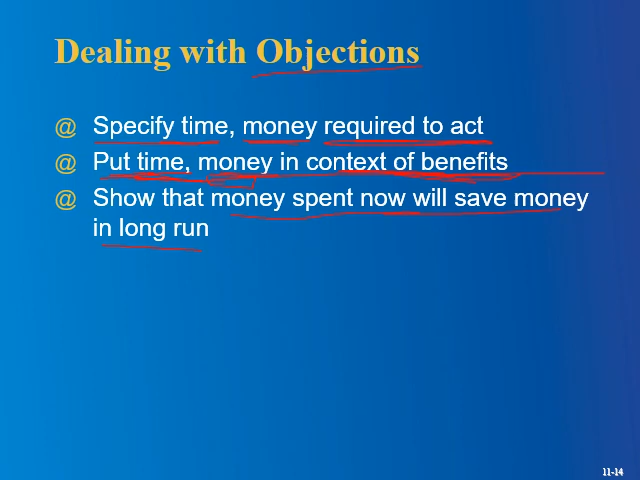 Dealing with Objections
@ Specify time, money required to act
@ Put time, money in context of benefits
@ Show that money spent now will save money
in long run
11-14